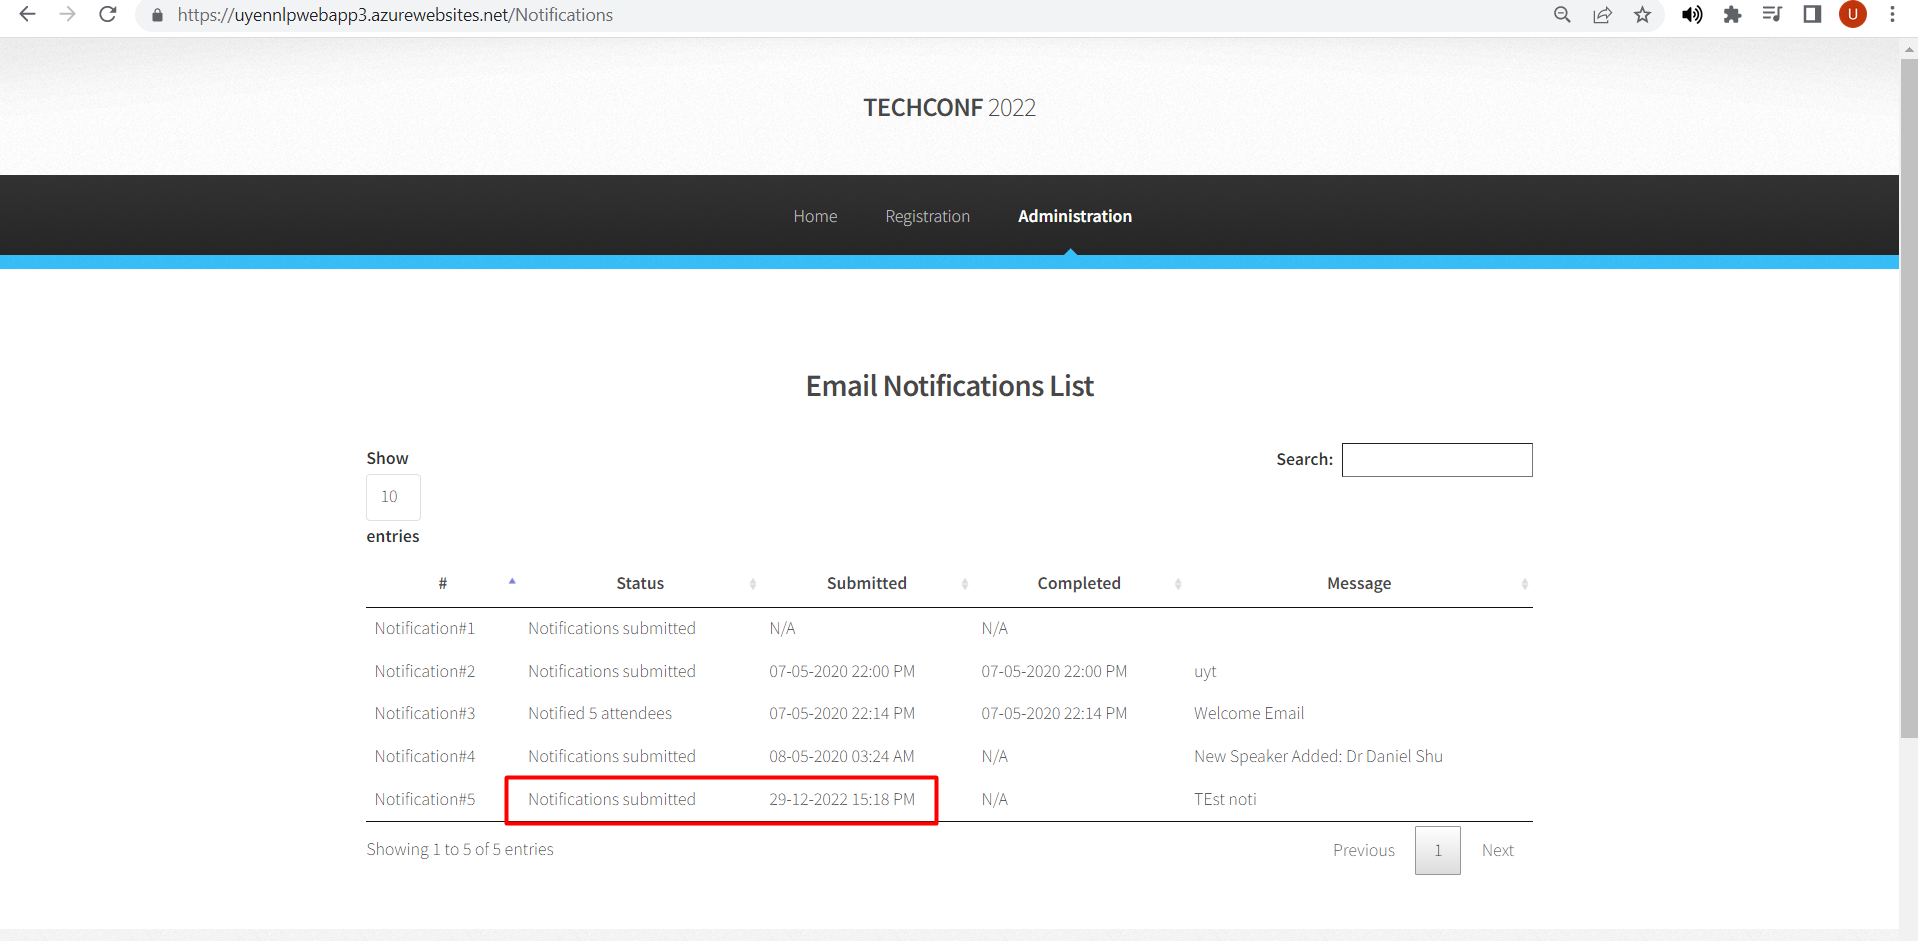 https://uyennlpwebapp3.azurewebsites.net/Notifications
U
TECHCONF 2022
Home Registration Administration
Email Notifications List
Show
10
entries
Search:
# Status Submitted Completed Message
Notification#1 Notifications submitted N/A N/A
Notification#2 Notifications submitted 07-05-2020 22:00 PM 07-05-2020 22:00 PM uyt
Notification#3 Notified 5 attendees 07-05-2020 22:14 PM 07-05-2020 22:14 PM Welcome Email
Notification#4 Notifications submitted 08-05-2020 03:24 AM N/A New Speaker Added: Dr Daniel Shu
Notification#5 Notifications submitted 29-12-2022 15:18 PM N/A TEst noti
Showing 1 to 5 of 5 entries
Previous 1 Next